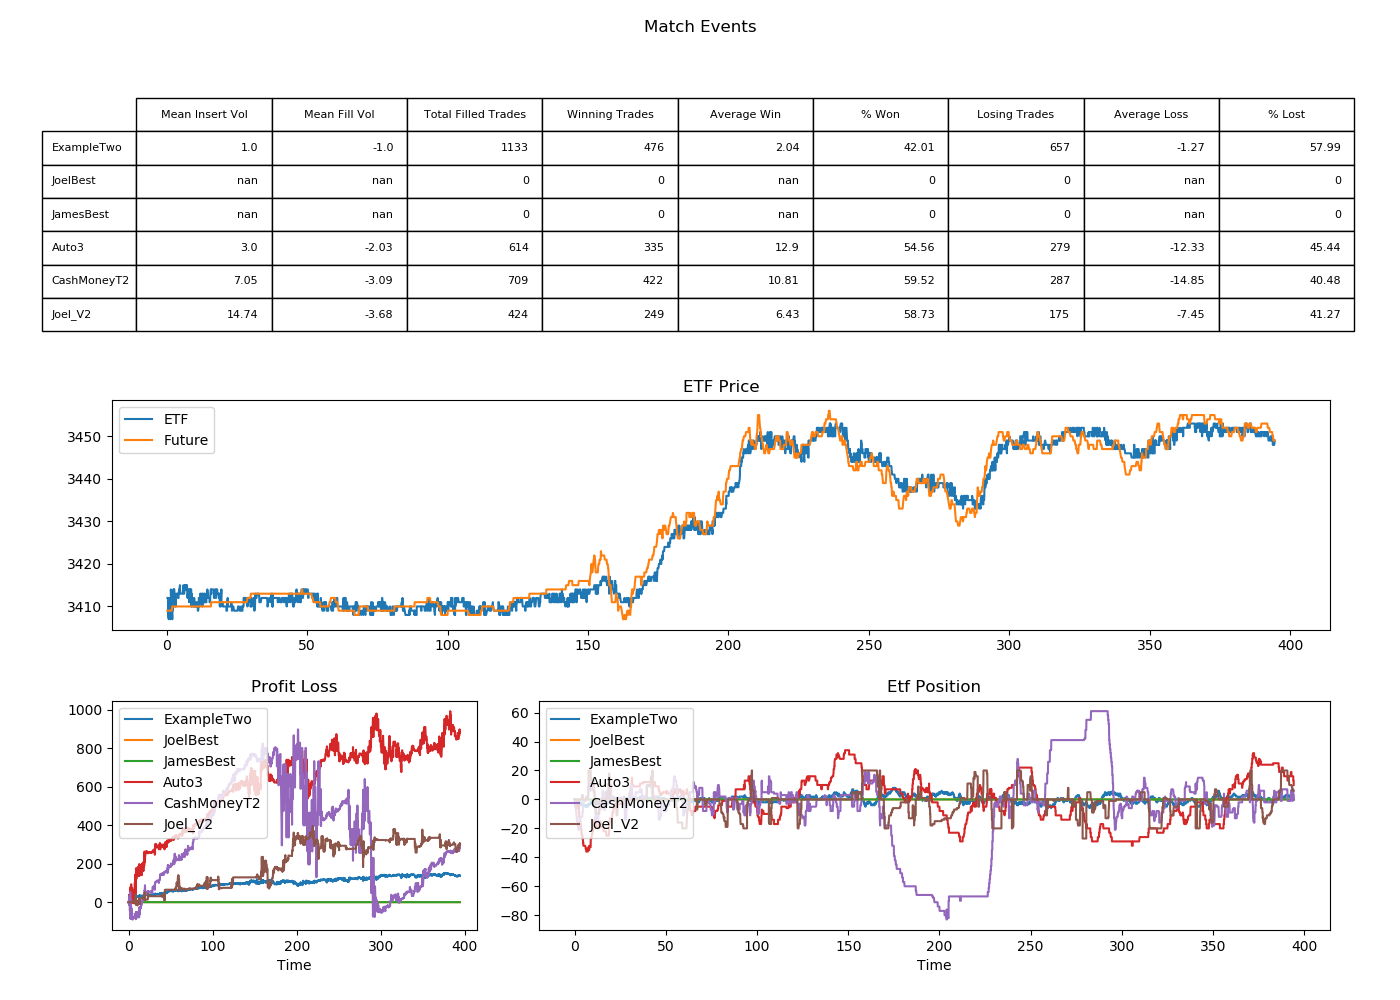 Match Events
Mean Insert Vol Mean Fill Vol Total Filled Trades Winning Trades Average Win % Won Losing Trades Average Loss % Lost
ExampleTwo 1.0 -1.0 1133 476 2.04 42.01 657 -1.27 57.99
JoelBest nan nan 0 0 nan 0 0 nan 0
JamesBest nan nan 0 0 nan 0 0 nan 0
Auto3 3.0 -2.03 614 335 12.9 54.56 279 -12.33 45.44
CashMoneyT2 7.05 -3.09 709 422 10.81 59.52 287 -14.85 40.48
Joel_V2 14.74 -3.68 424 249 6.43 58.73 175 -7.45 41.27
ETF Price
ETF
Future
3450
3440
3430
3420
3410
0 50 100 150 200 250 300 350 400
Profit Loss
ExampleTwo
JoelBest
JamesBest
Auto3
CashMoneyT2
Joel_V2
1000
800
600
400
200
0
0 100 200 300 400
Time
Etf Position
ExampleTwo
JoelBest
JamesBest
Auto3
CashMoneyT2
Joel_V2
60
40
20
0
−20
−40
−60
−80
0 50 100 150 200 250 300 350 400
Time